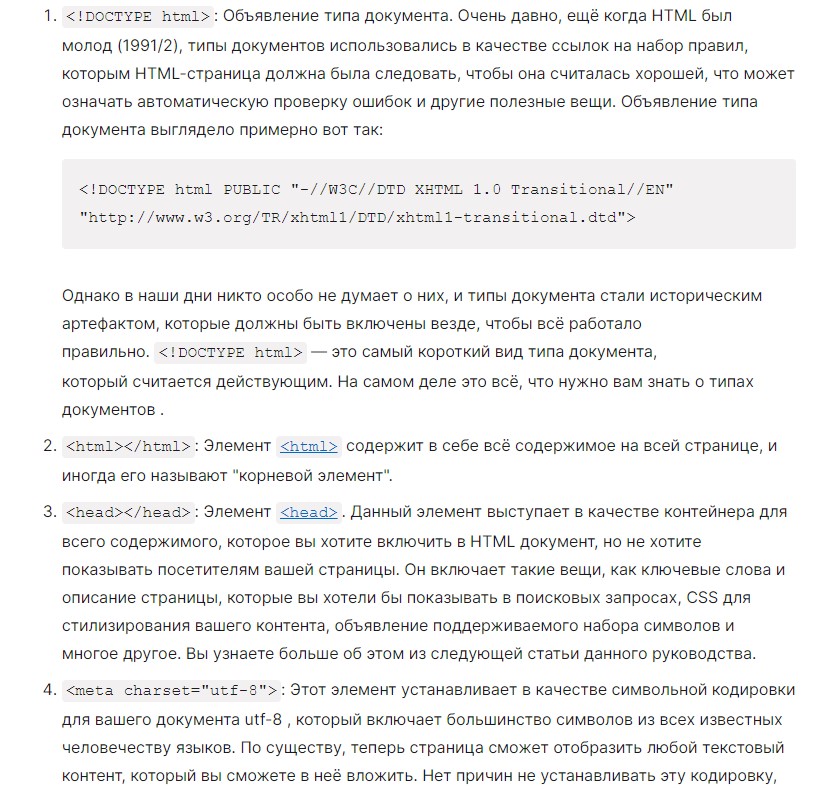 1. <!DOCTYPE html>: Объявление типа документа. Очень давно, ещё когда HTML был
молод (1991/2), типы документов использовались в качестве ссылок на набор правил,
которым HTML-страница должна была следовать, чтобы она считалась хорошей, что может
означать автоматическую проверку ошибок и другие полезные вещи. Объявление типа
документа выглядело примерно вот так:
<!DOCTYPE html PUBLIC "-//W3C//DTD XHTML 1.0 Transitional//EN"
"http://www.w3.org/TR/xhtml1/DTD/xhtml1-transitional.dtd">
Однако в наши дни никто особо не думает о них, и типы документа стали историческим
артефактом, которые должны быть включены везде, чтобы всё работало
правильно. <!DOCTYPE html> — это самый короткий вид типа документа,
который считается действующим. На самом деле это всё, что нужно вам знать о типах
документов .
2. <html></html>: Элемент <html> содержит в себе всё содержимое на всей странице, и
иногда его называют "корневой элемент".
3. <head></head>: Элемент <head>. Данный элемент выступает в качестве контейнера для
всего содержимого, которое вы хотите включить в HTML документ, но не хотите
показывать посетителям вашей страницы. Он включает такие вещи, как ключевые слова и
описание страницы, которые вы хотели бы показывать в поисковых запросах, CSS для
стилизирования вашего контента, объявление поддерживаемого набора символов и
многое другое. Вы узнаете больше об этом из следующей статьи данного руководства.
4. <meta charset="utf-8">: Этот элемент устанавливает в качестве символьной кодировки
для вашего документа utf-8 , который включает большинство символов из всех известных
человечеству языков. По существу, теперь страница сможет отобразить любой текстовый
контент, который вы сможете в неё вложить. Нет причин не устанавливать эту кодировку,